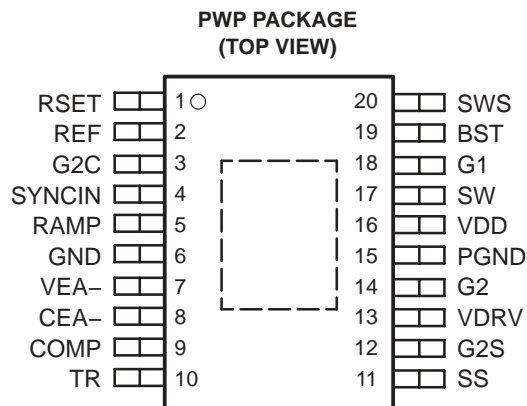 PWP PACKAGE
(TOP VIEW)
RSET 1 20 SWS
REF 2 19 BST
G2C 3 18 G1
SYNCIN 4 17 SW
RAMP 5 16 VDD
GND 6 15 PGND
VEA− 7 14 G2
CEA− 8 13 VDRV
COMP 9 12 G2S
TR 10 11 SS